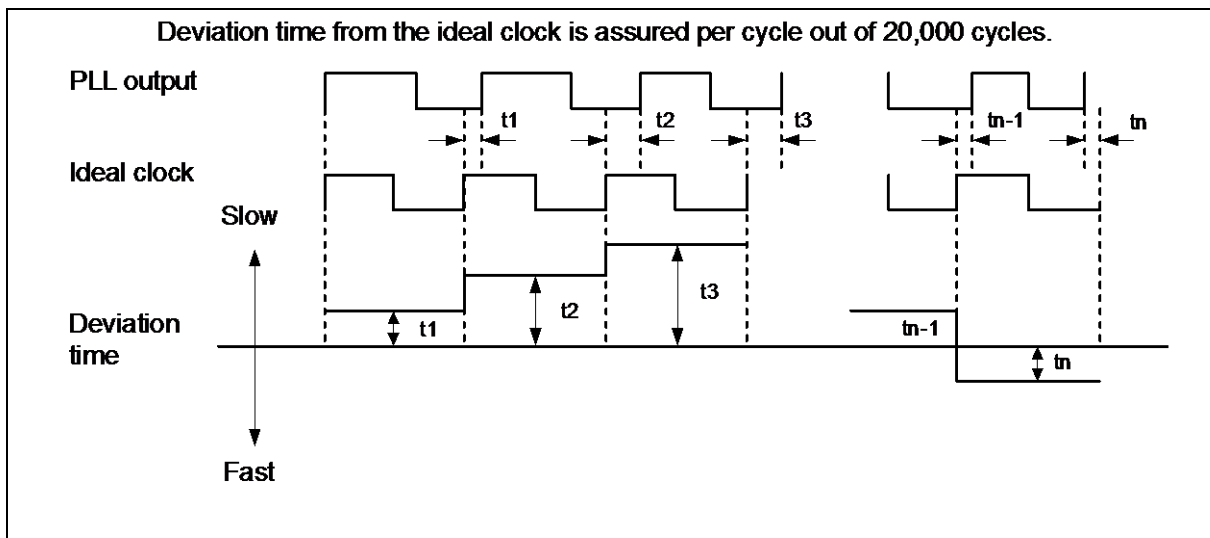 Deviation time from the ideal clock is assured per cycle out of 20,000 cycles.
PLL output
t1
t2
t3
tn-1
tn
Ideal clock
Slow
Deviation
time
t1
t2
t3
tn-1
tn
Fast